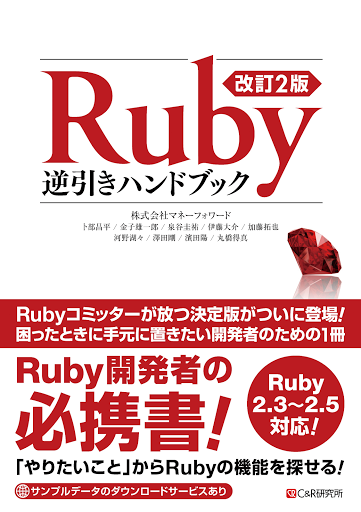 改訂2版
Ruby
逆引きハンドブック
株式会社マネーフォワード
卜部昌平／金子雄一郎／泉谷圭祐／伊藤大介／加藤拓也
河野湖々／澤田剛／濱田陽／丸橋得真
Rubyコミッターが放つ決定版がついに登場!
困ったときに手元に置きたい開発者のための1冊
Ruby開発者の
必携書!
Ruby
2.3〜2.5
対応!
「やりたいこと」からRubyの機能を探せる!
サンプルデータのダウンロードサービスあり
C&R研究所